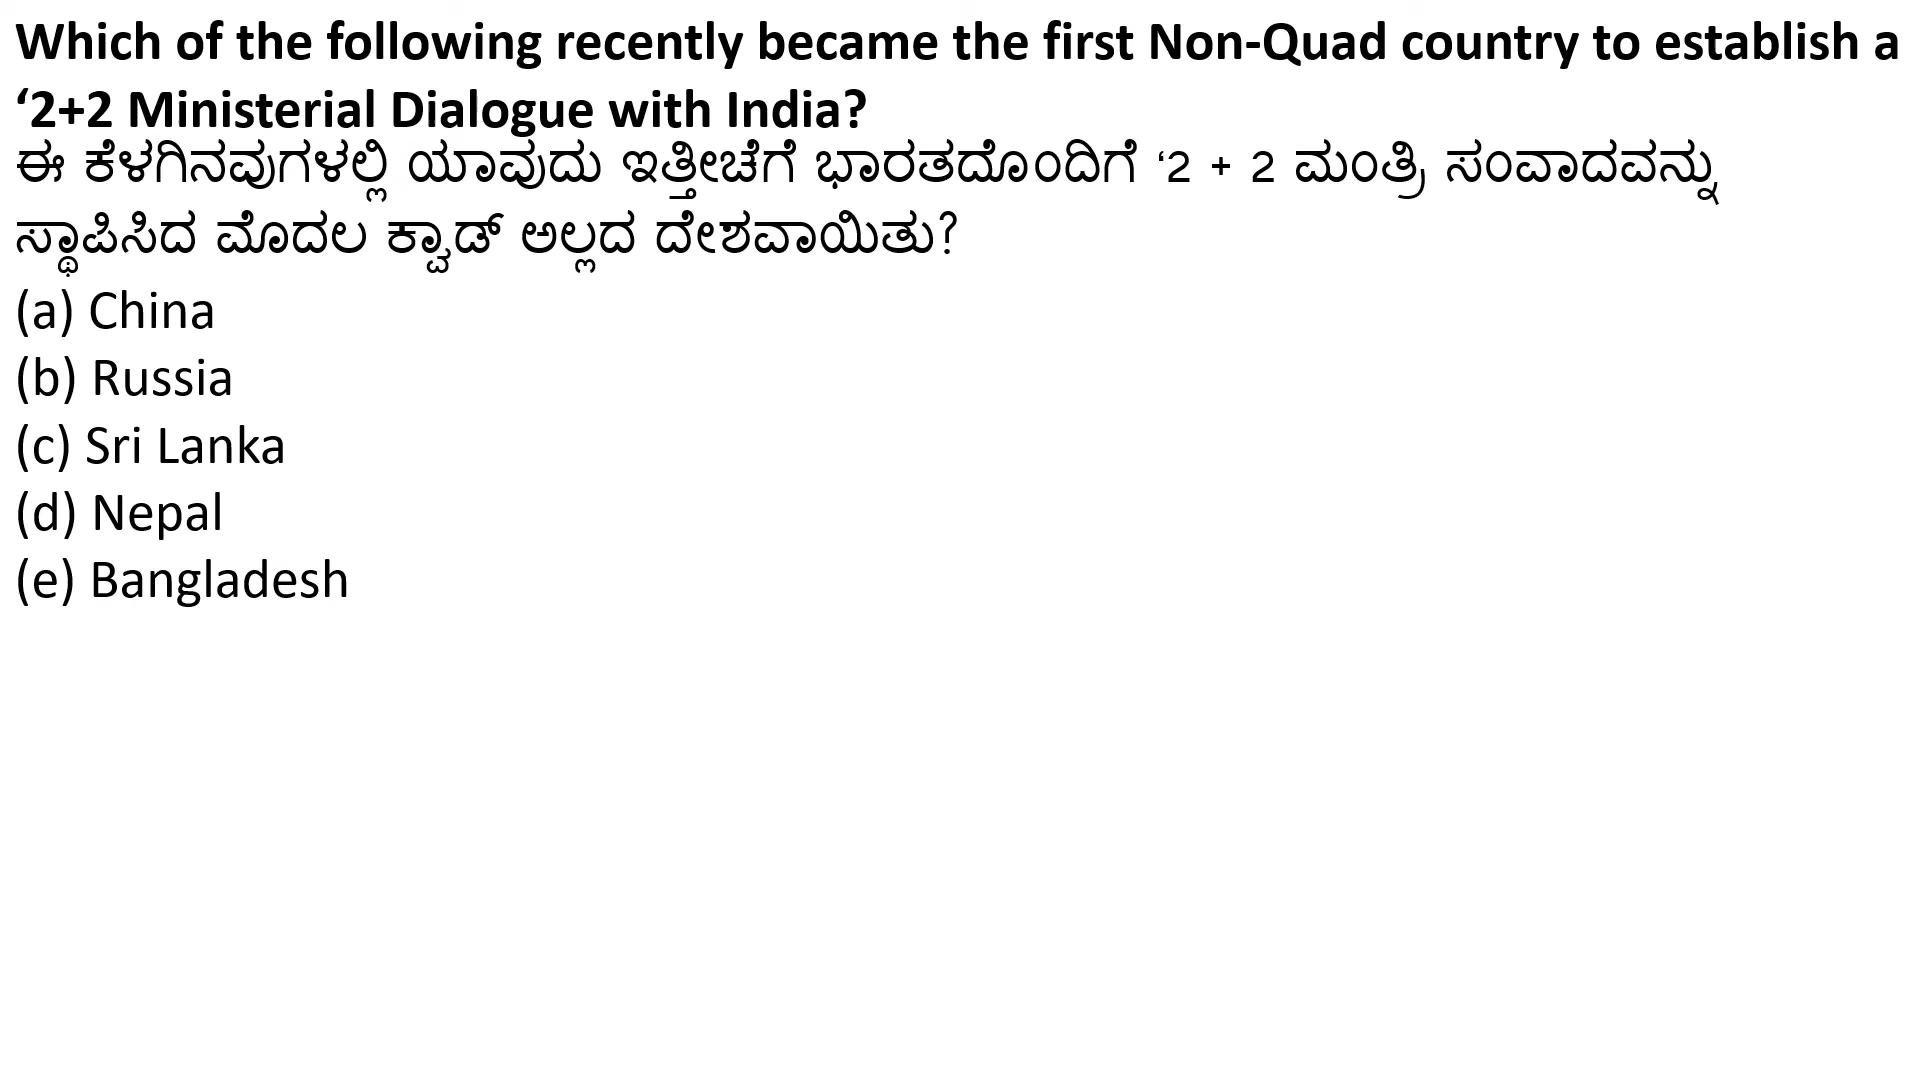 Which of the following recently became the first Non-Quad country to establish a
‘2+2 Ministerial Dialogue with India?
ಈ ಕೆಳಗಿನವುಗಳಲ್ಲಿ ಯಾವುದು ಇತ್ತೀಚೆಗೆ ಭಾರತದೊಂದಿಗೆ ‘2 + 2 ಮಂತ್ರಿ ಸಂವಾದವನ್ನು
ಸ್ಥಾಪಿಸಿದ ಮೊದಲ ಕ್ವಾಡ್ ಅಲ್ಲದ ದೇಶವಾಯಿತು?
(a) China
(b) Russia
(c) Sri Lanka
(d) Nepal
(e) Bangladesh